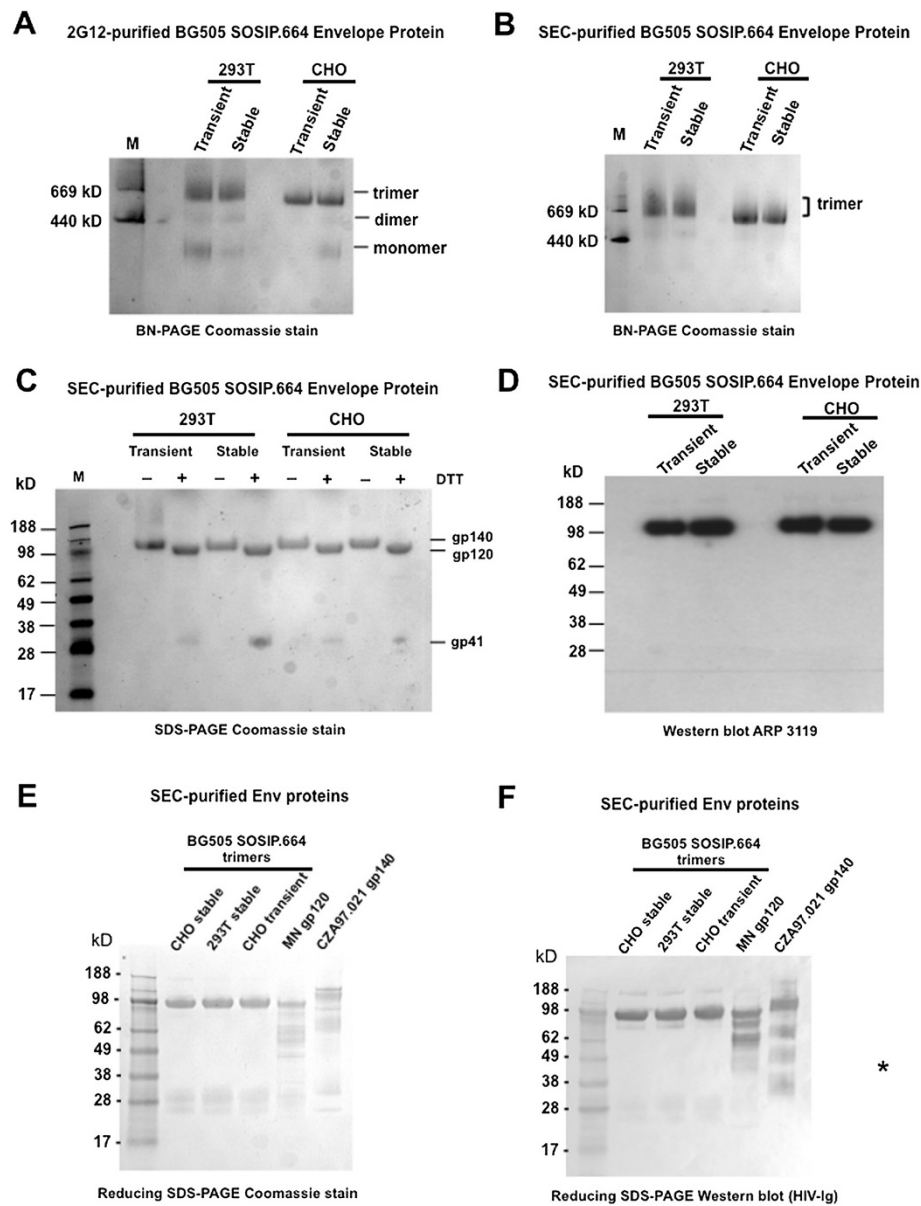 A
2G12-purified BG505 SOSIP.664 Envelope Protein
293T
CHO
M
Transient
Stable
Transient
Stable
669 kD
440 kD
trimer
dimer
monomer
BN-PAGE Coomassie stain
B
SEC-purified BG505 SOSIP.664 Envelope Protein
293T
CHO
M
Transient
Stable
Transient
Stable
669 kD
440 kD
trimer
BN-PAGE Coomassie stain
C
SEC-purified BG505 SOSIP.664 Envelope Protein
293T
CHO
Transient
Stable
Transient
Stable
kD
M
– + – + – + – + DTT
188
98
62
49
38
28
17
gp140
gp120
gp41
SDS-PAGE Coomassie stain
D
SEC-purified BG505 SOSIP.664 Envelope Protein
293T
CHO
Transient
Stable
Transient
Stable
kD
188
98
62
49
38
28
Western blot ARP 3119
E
SEC-purified Env proteins
BG505 SOSIP.664
trimers
CHO stable
293T stable
CHO transient
MN gp120
CZA97.021 gp140
kD
188
98
62
49
38
28
17
Reducing SDS-PAGE Coomassie stain
F
SEC-purified Env proteins
BG505 SOSIP.664
trimers
CHO stable
293T stable
CHO transient
MN gp120
CZA97.021 gp140
kD
188
98
62
49
38
28
17
*
Reducing SDS-PAGE Western blot (HIV-Ig)